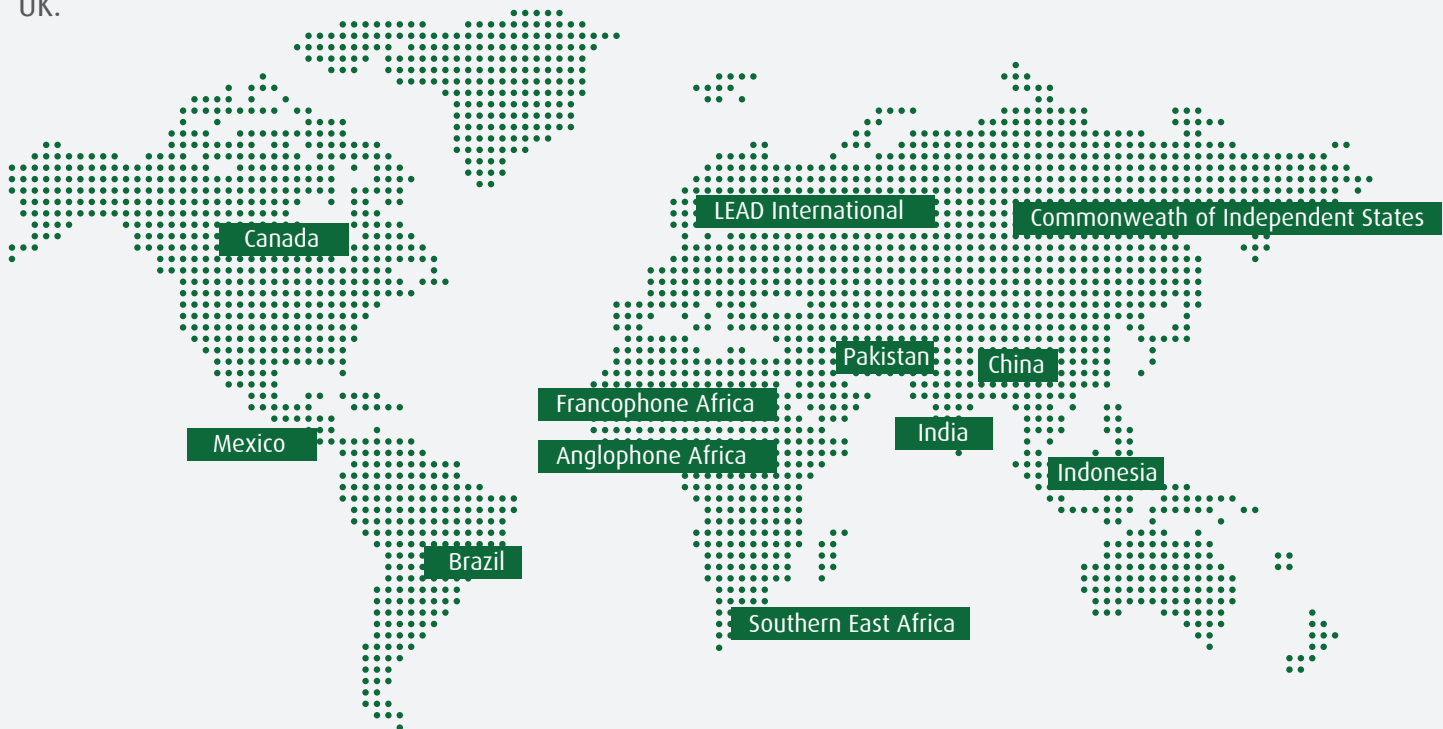 UK.
LEAD International
Commonweath of Independent States
Canada
Pakistan
China
Francophone Africa
India
Mexico
Anglophone Africa
Indonesia
Brazil
Southern East Africa